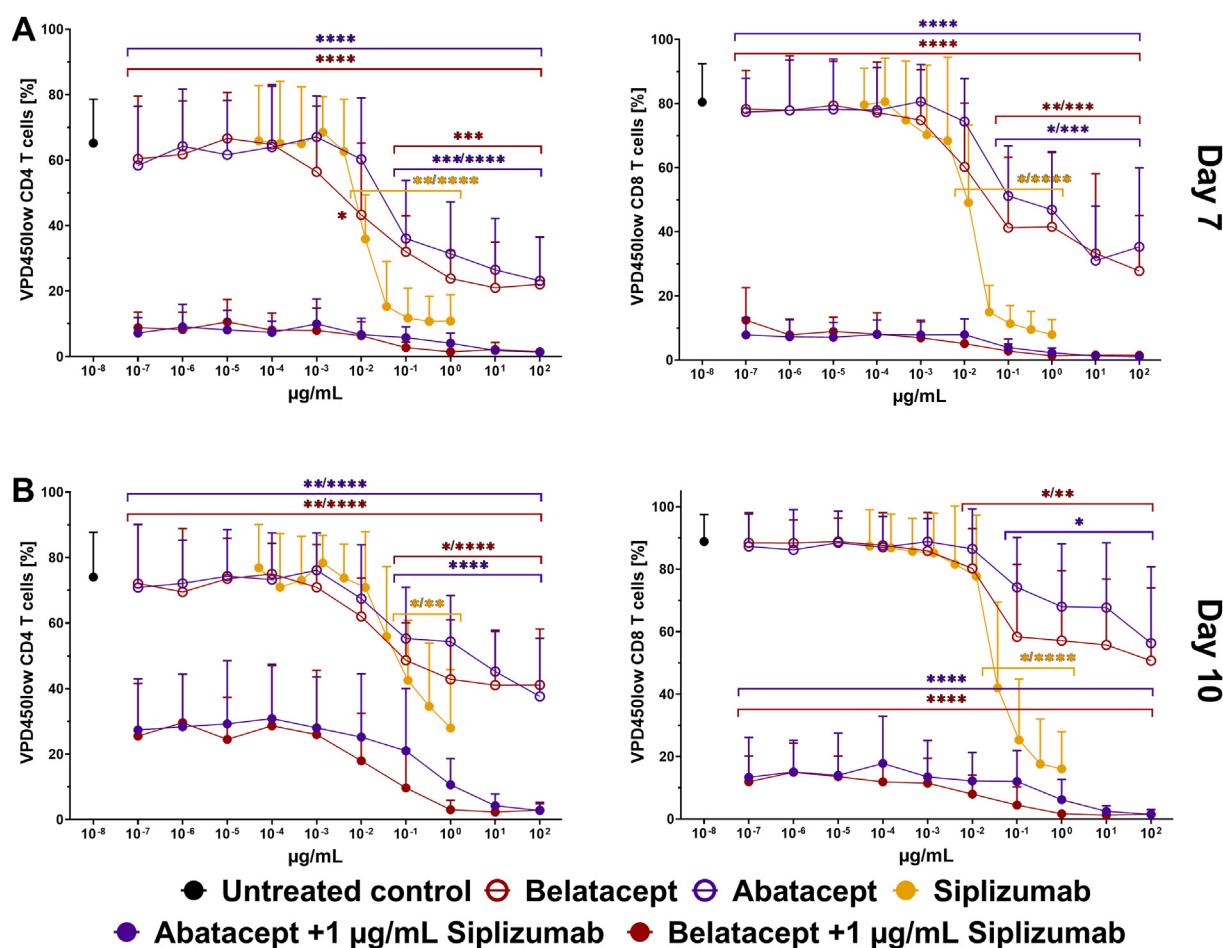 A
100
80
60
40
20
0
VPD450low CD4 T cells [%]
****
****
***
***/****
**/****
*
10-8 10-7 10-6 10-5 10-4 10-3 10-2 10-1 100 101 102
µg/mL
100
80
60
40
20
0
VPD450low CD8 T cells [%]
****
****
**/***
*/***
*/****
10-8 10-7 10-6 10-5 10-4 10-3 10-2 10-1 100 101 102
µg/mL
Day 7
B
100
80
60
40
20
0
VPD450low CD4 T cells [%]
**/****
**/****
*/****
****
*/**
10-8 10-7 10-6 10-5 10-4 10-3 10-2 10-1 100 101 102
µg/mL
100
80
60
40
20
0
VPD450low CD8 T cells [%]
*/**
*
*/****
****
****
10-8 10-7 10-6 10-5 10-4 10-3 10-2 10-1 100 101 102
µg/mL
Day 10
Untreated control Belatacept Abatacept Siplizumab
Abatacept +1 µg/mL Siplizumab Belatacept +1 µg/mL Siplizumab